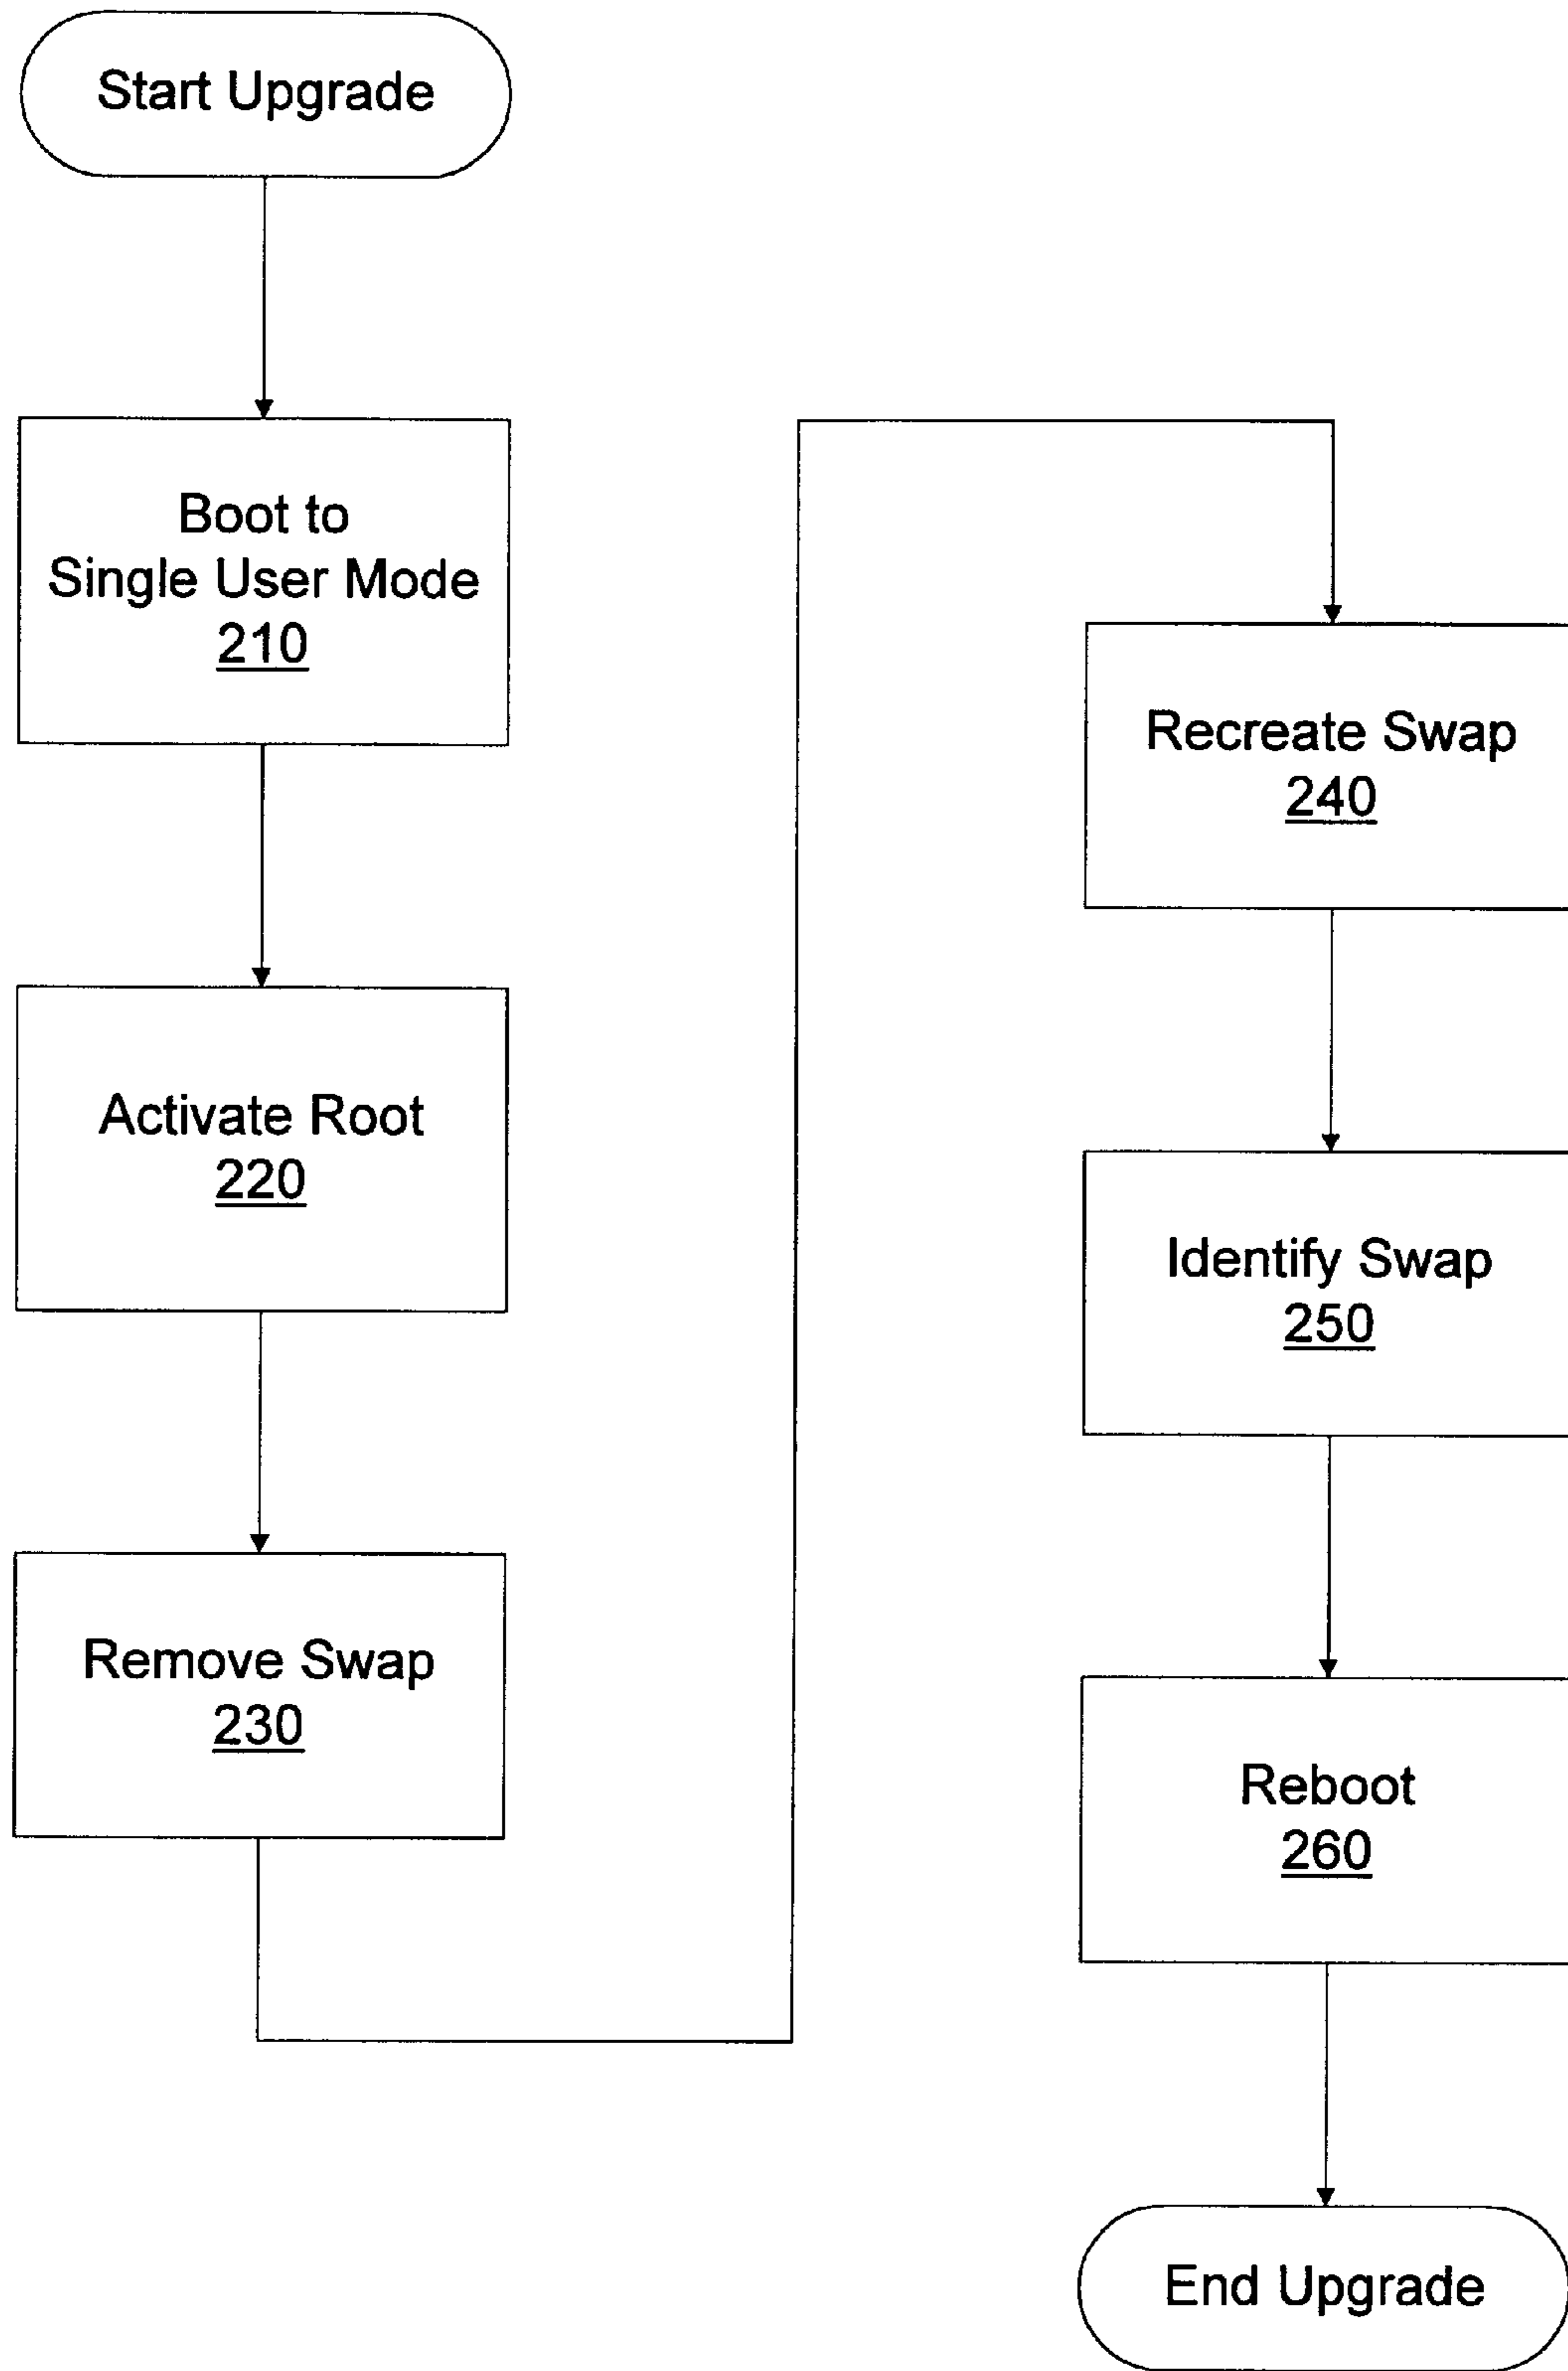 Start Upgrade
Boot to
Single User Mode
210
Activate Root
220
Remove Swap
230
Recreate Swap
240
Identify Swap
250
Reboot
260
End Upgrade